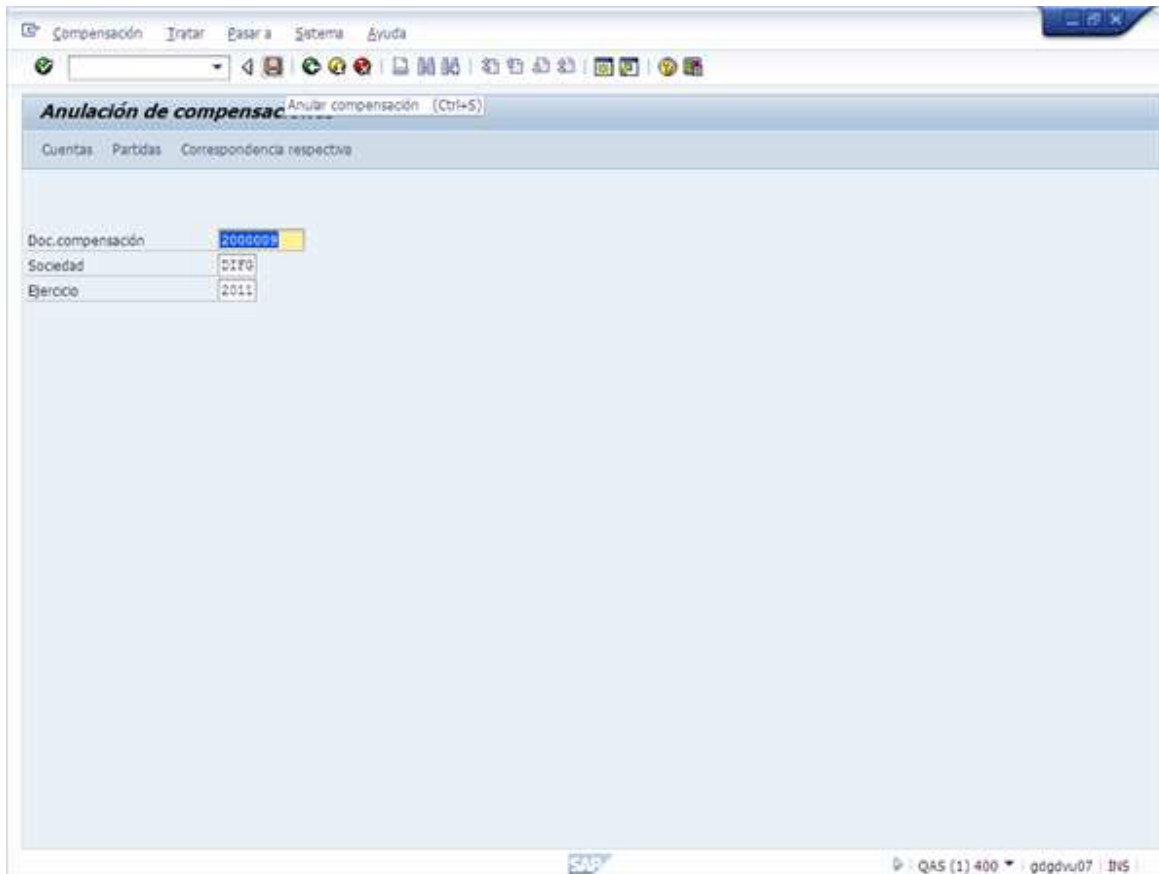 Compensación Tratar Pasar a Sistema Ayuda
Anulación de compensac
Anular compensación (Ctrl+S)
Cuentas Partidas Correspondencia respectiva
Doc.compensación 2000009
Sociedad DIFG
Ejercicio 2011
SAP
QAS (1) 400 gdgdvu07 INS